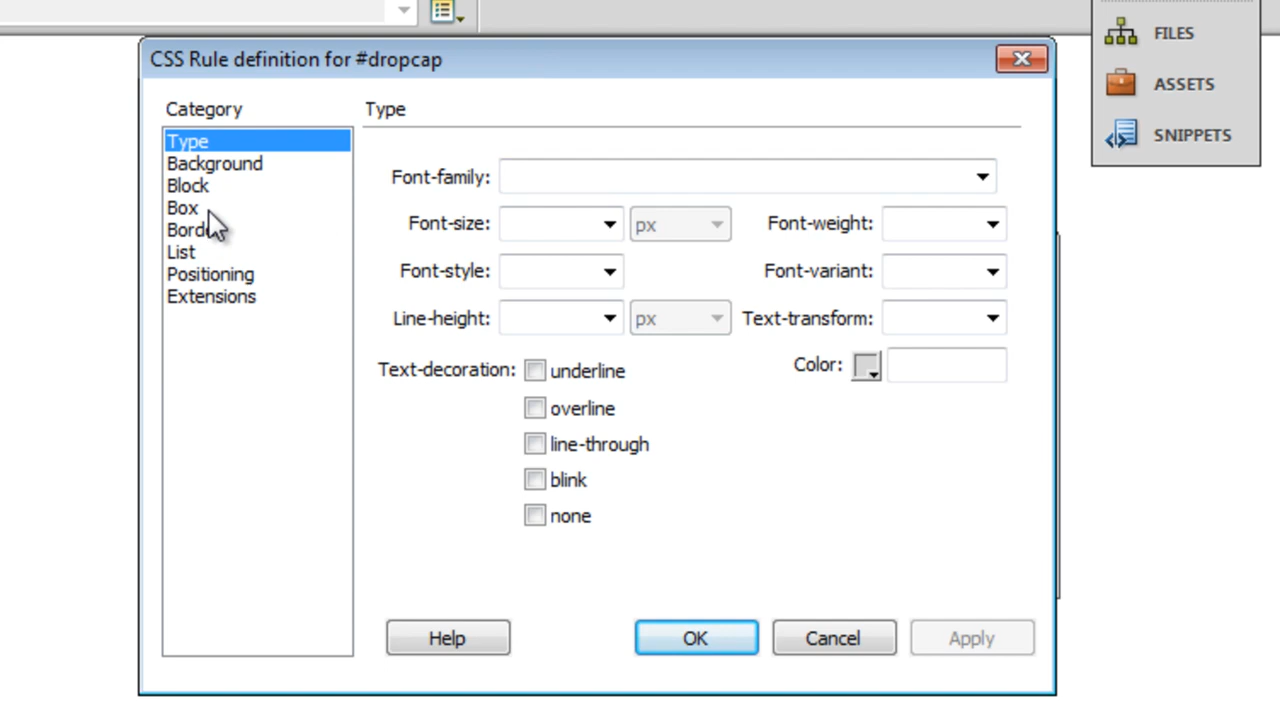 FILES
ASSETS
SNIPPETS
CSS Rule definition for #dropcap
Category
Type
Background
Block
Box
Border
List
Positioning
Extensions
Type
Font-family:
Font-size: px Font-weight:
Font-style: Font-variant:
Line-height: px Text-transform:
Text-decoration: underline Color:
overline
line-through
blink
none
Help OK Cancel Apply